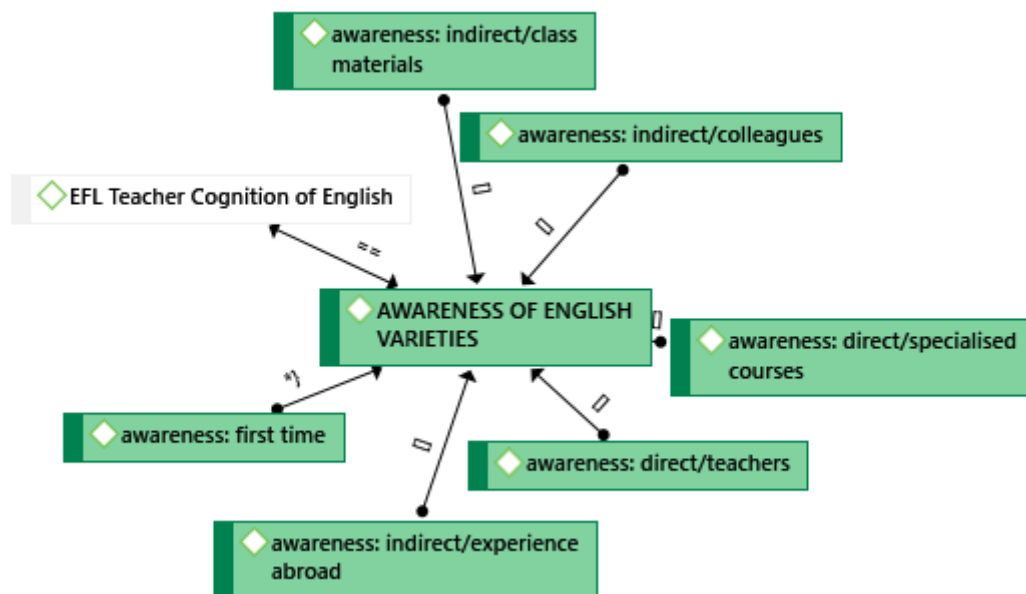 awareness: indirect/class
materials
awareness: indirect/colleagues
[]
EFL Teacher Cognition of English
[]
==
AWARENESS OF ENGLISH
VARIETIES
[]
awareness: direct/specialised
courses
*}
[]
awareness: first time
[]
awareness: direct/teachers
awareness: indirect/experience
abroad